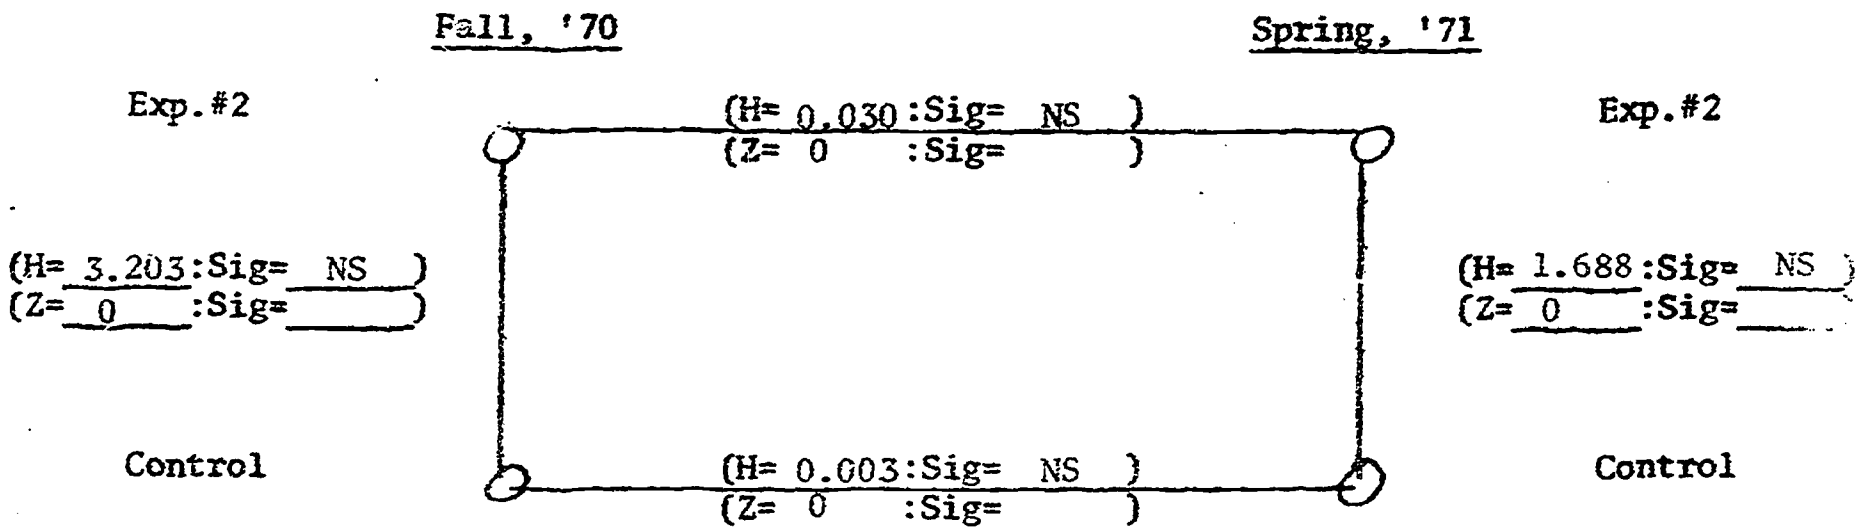 Fall, '70 Spring, '71
Exp.#2 (H= 0.030:Sig= NS ) Exp.#2
(Z= 0 :Sig= )
(H= 3.203:Sig= NS ) (H= 1.688:Sig= NS )
(Z= 0 :Sig= ) (Z= 0 :Sig=
Control (H= 0.003:Sig= NS ) Control
(Z= 0 :Sig= )